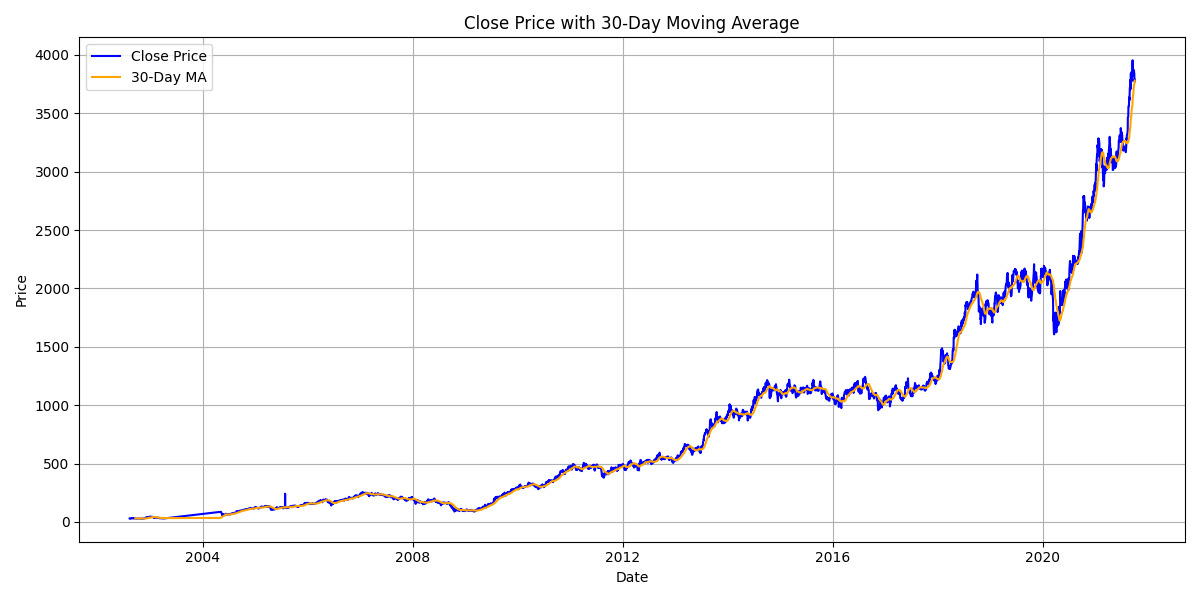 Close Price with 30-Day Moving Average
Close Price
30-Day MA
4000
3500
3000
2500
2000
1500
1000
500
0
Price
2004 2008 2012 2016 2020
Date